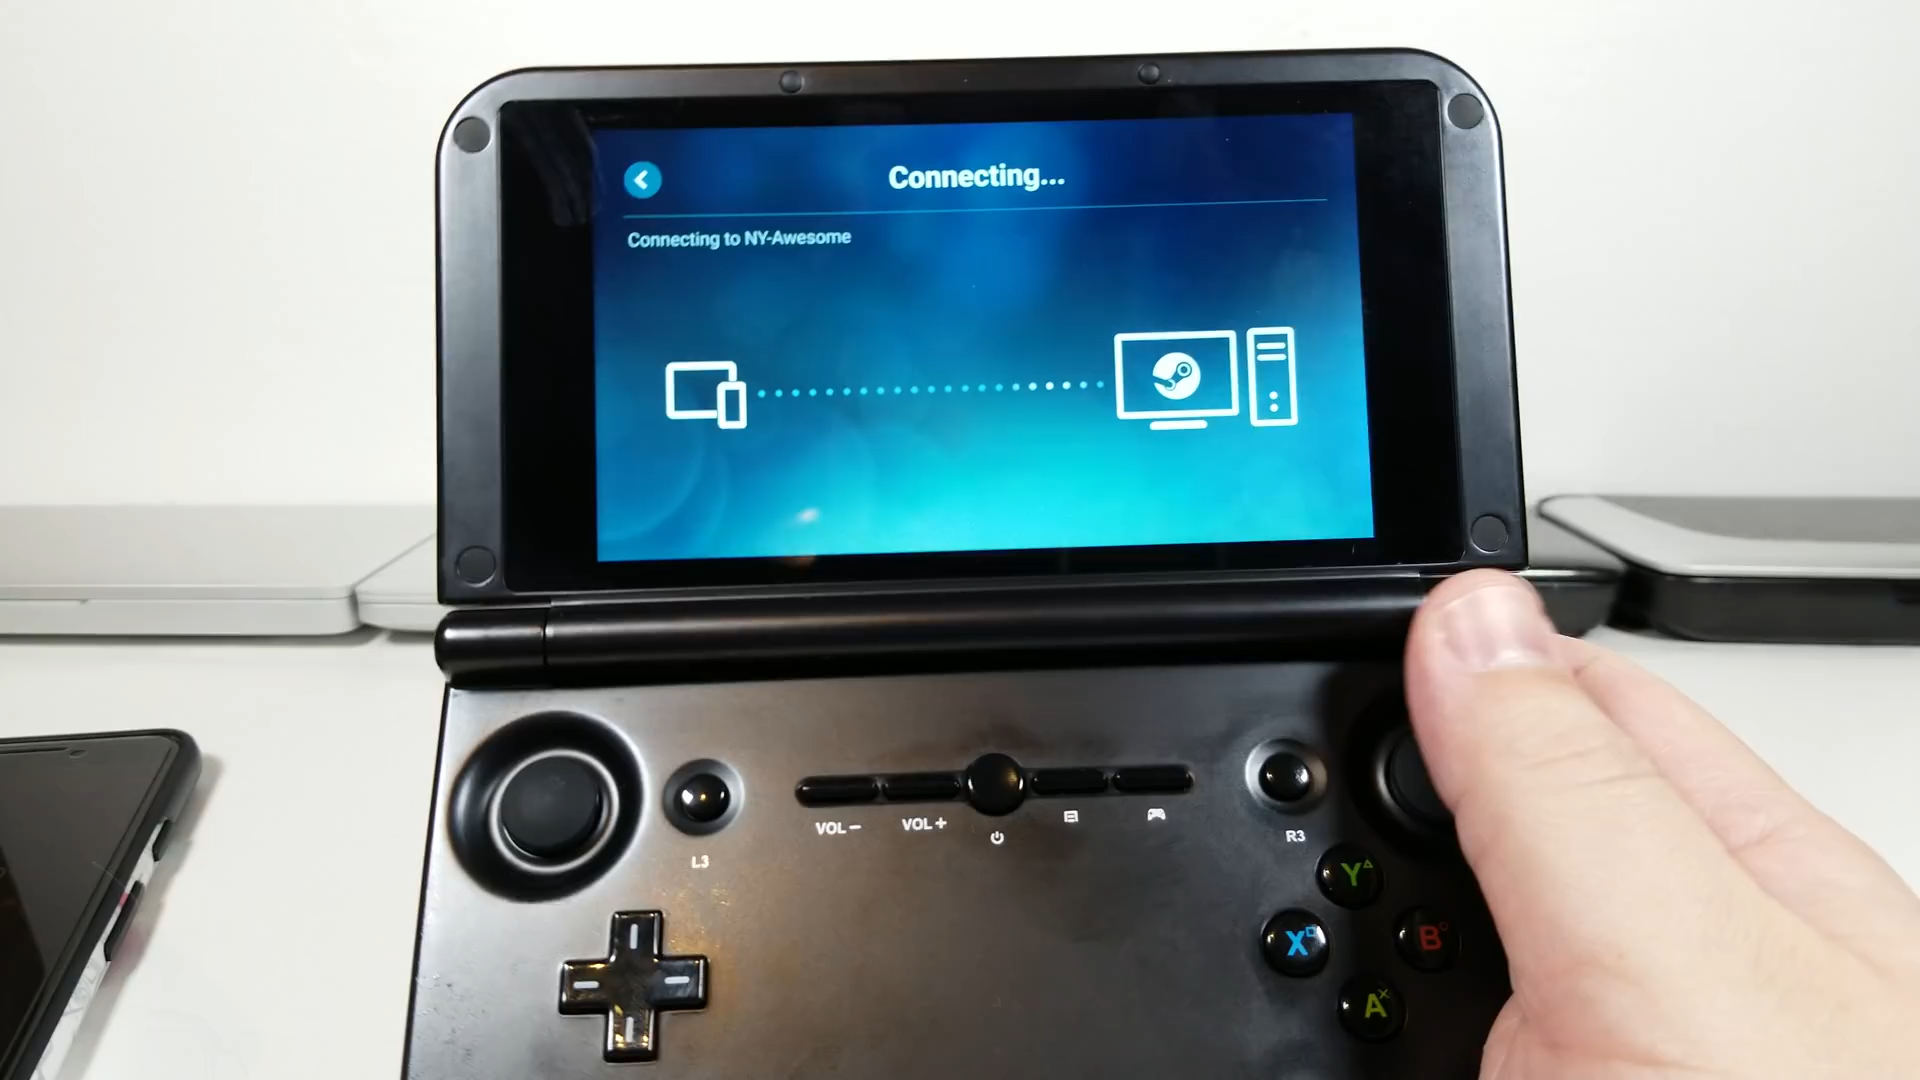 Connecting...
Connecting to NY-Awesome
VOL− VOL+
L3
R3
Y
X B
A